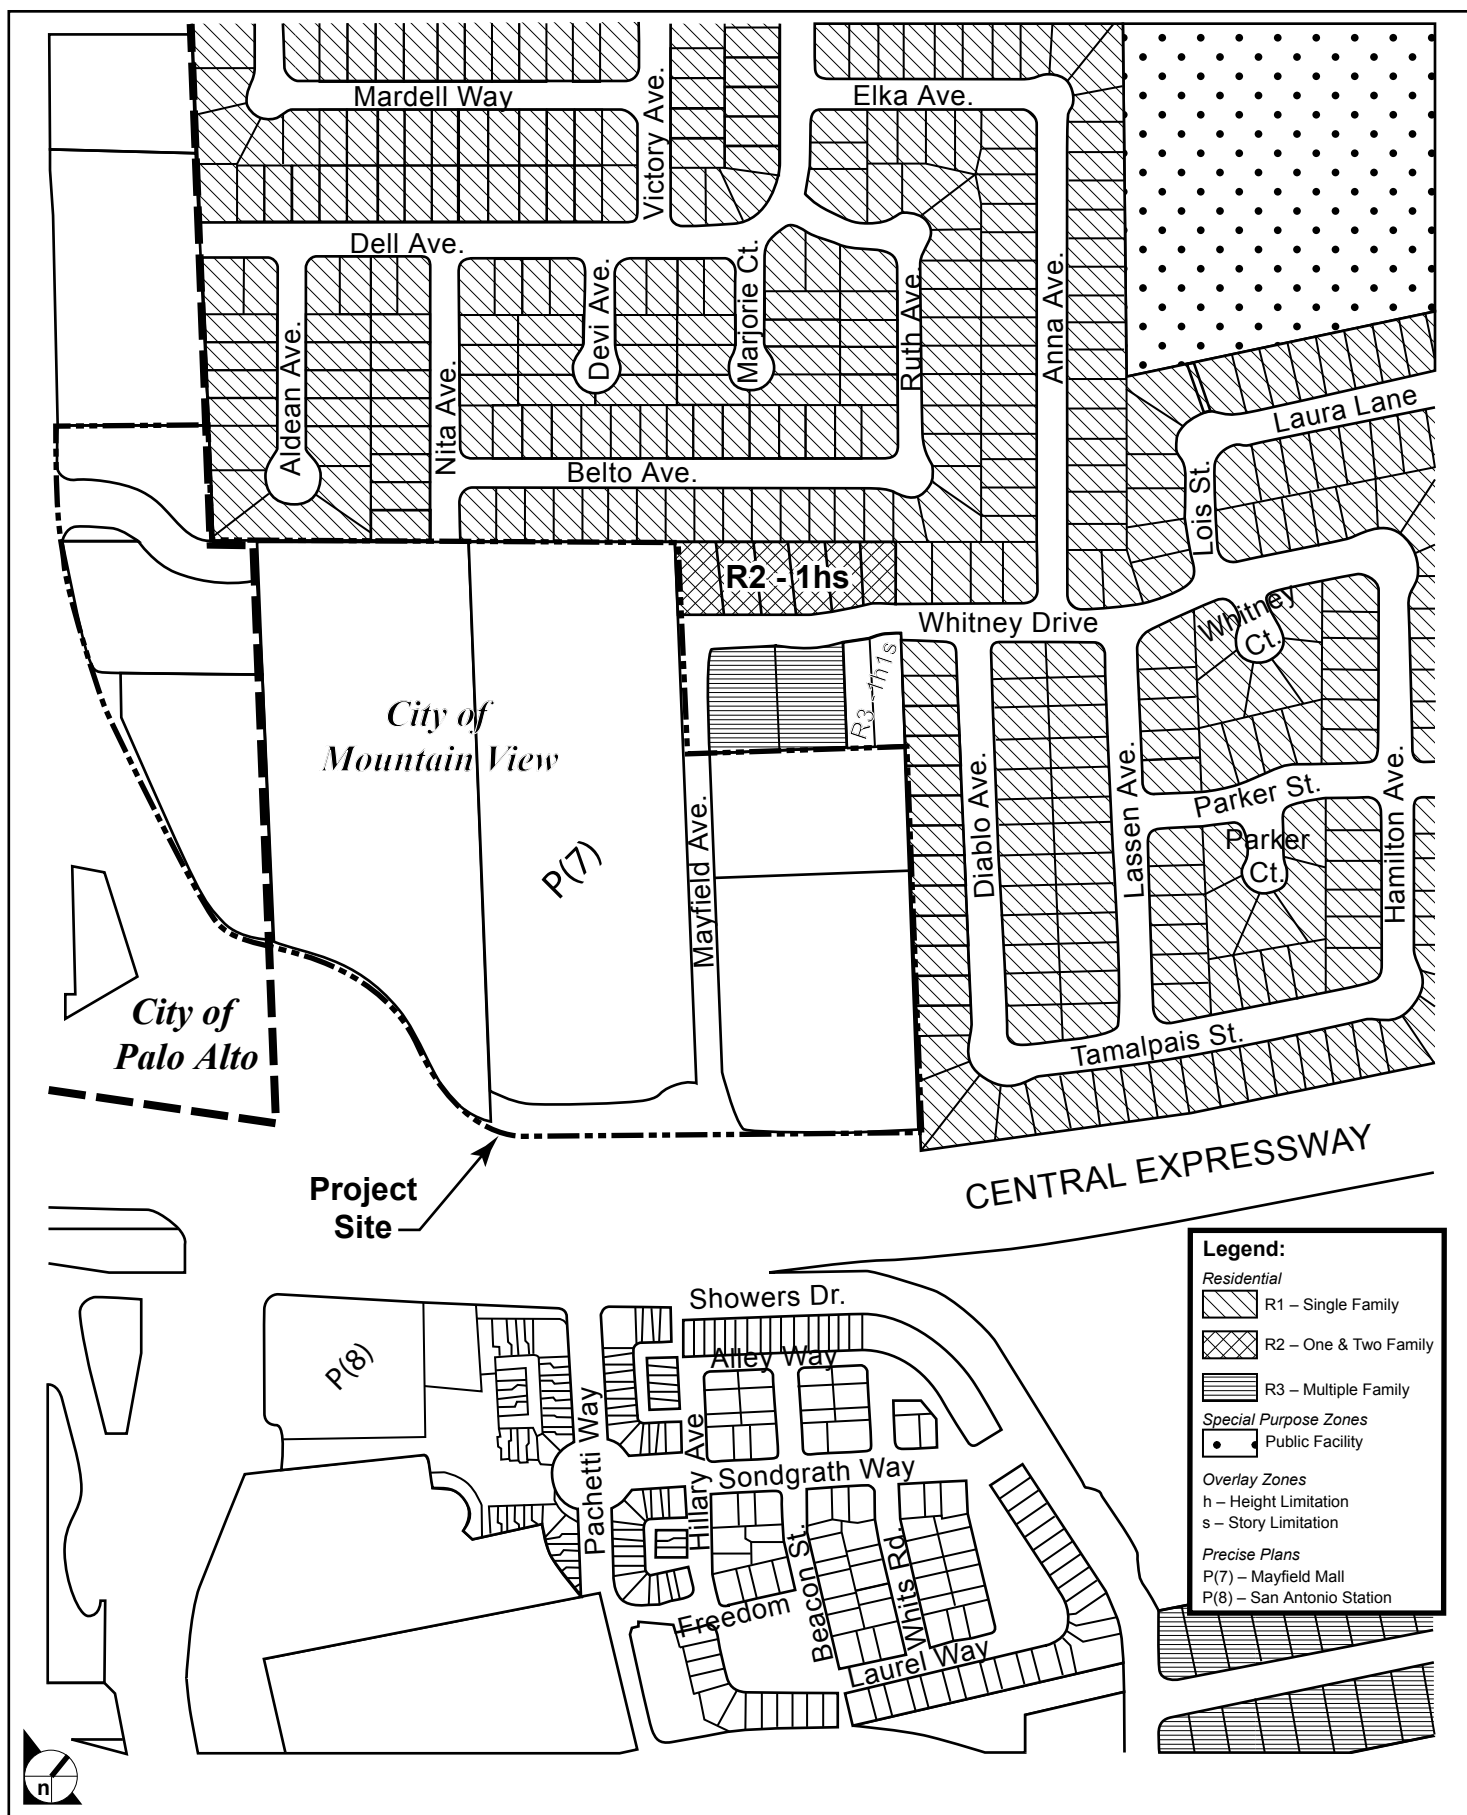 Mardell Way
Victory Ave.
Elka Ave.
Dell Ave.
Marjorie Ct.
Devi Ave.
Ruth Ave.
Anna Ave.
Aldean Ave.
Nita Ave.
Laura Lane
Belto Ave.
Lois St.
R2 - 1hs
Whitney Drive
Whitney
Ct.
R3 -1h1s
City of
Mountain View
P(7)
Mayfield Ave.
Diablo Ave.
Lassen Ave.
Parker St.
Parker
Ct.
Hamilton Ave.
City of
Palo Alto
Tamalpais St.
Project
Site
CENTRAL EXPRESSWAY
Showers Dr.
Alley Way
P(8)
Pachetti Way
Hillary Ave
Sondgrath Way
Beacon St.
Whits Rd.
Freedom
Laurel Way
Legend:
Residential
R1 – Single Family
R2 – One & Two Family
R3 – Multiple Family
Special Purpose Zones
Public Facility
Overlay Zones
h – Height Limitation
s – Story Limitation
Precise Plans
P(7) – Mayfield Mall
P(8) – San Antonio Station
n